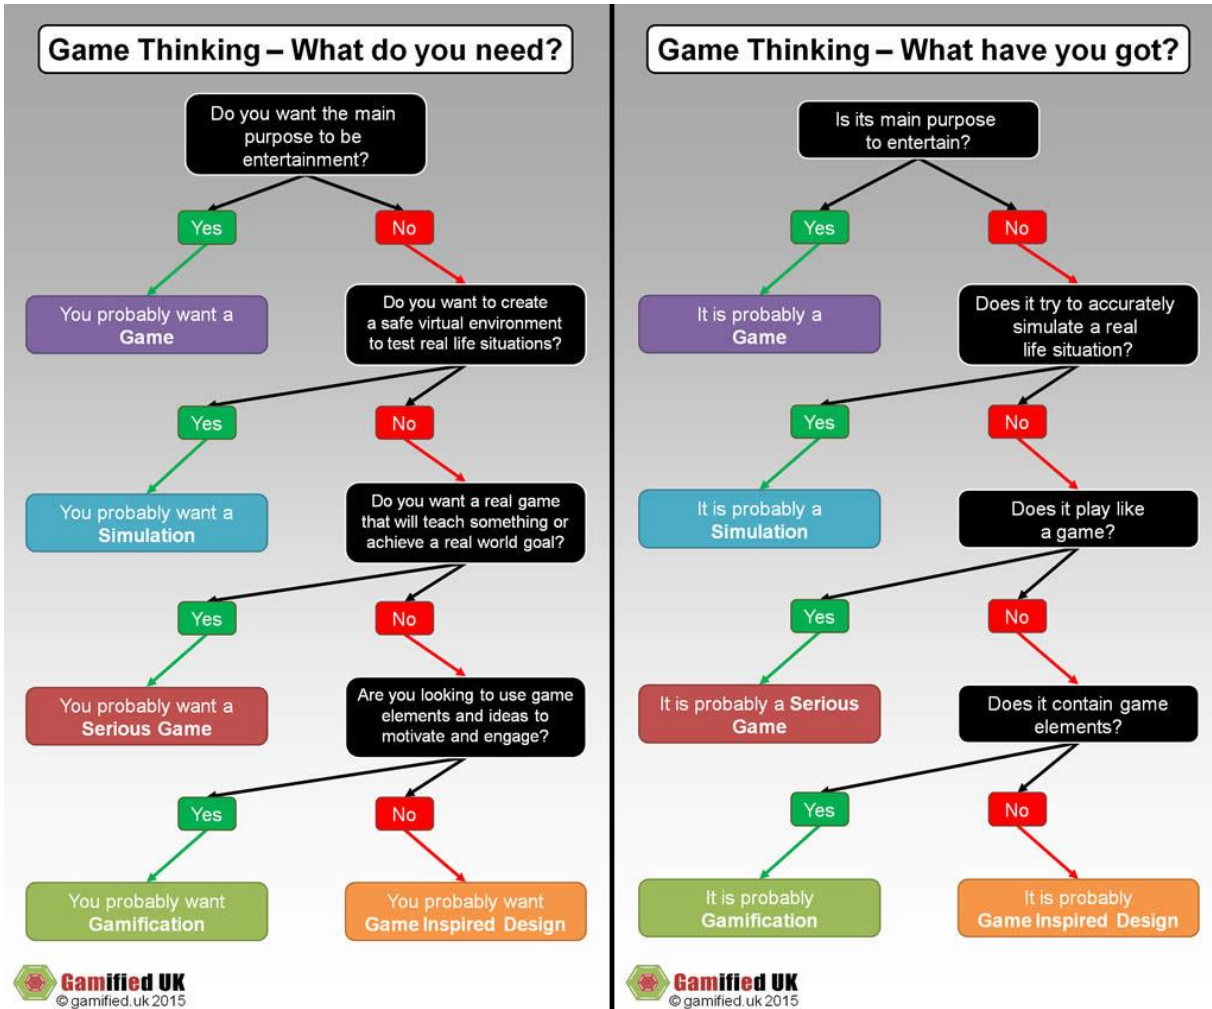 Game Thinking – What do you need?
Do you want the main
purpose to be
entertainment?
Yes
No
You probably want a
Game
Do you want to create
a safe virtual environment
to test real life situations?
Yes
No
You probably want a
Simulation
Do you want a real game
that will teach something or
achieve a real world goal?
Yes
No
You probably want a
Serious Game
Are you looking to use game
elements and ideas to
motivate and engage?
Yes
No
You probably want
Gamification
You probably want
Game Inspired Design
Gamified UK
© gamified.uk 2015
Game Thinking – What have you got?
Is its main purpose
to entertain?
Yes
No
It is probably a
Game
Does it try to accurately
simulate a real
life situation?
Yes
No
It is probably a
Simulation
Does it play like
a game?
Yes
No
It is probably a Serious
Game
Does it contain game
elements?
Yes
No
It is probably
Gamification
It is probably
Game Inspired Design
Gamified UK
© gamified.uk 2015